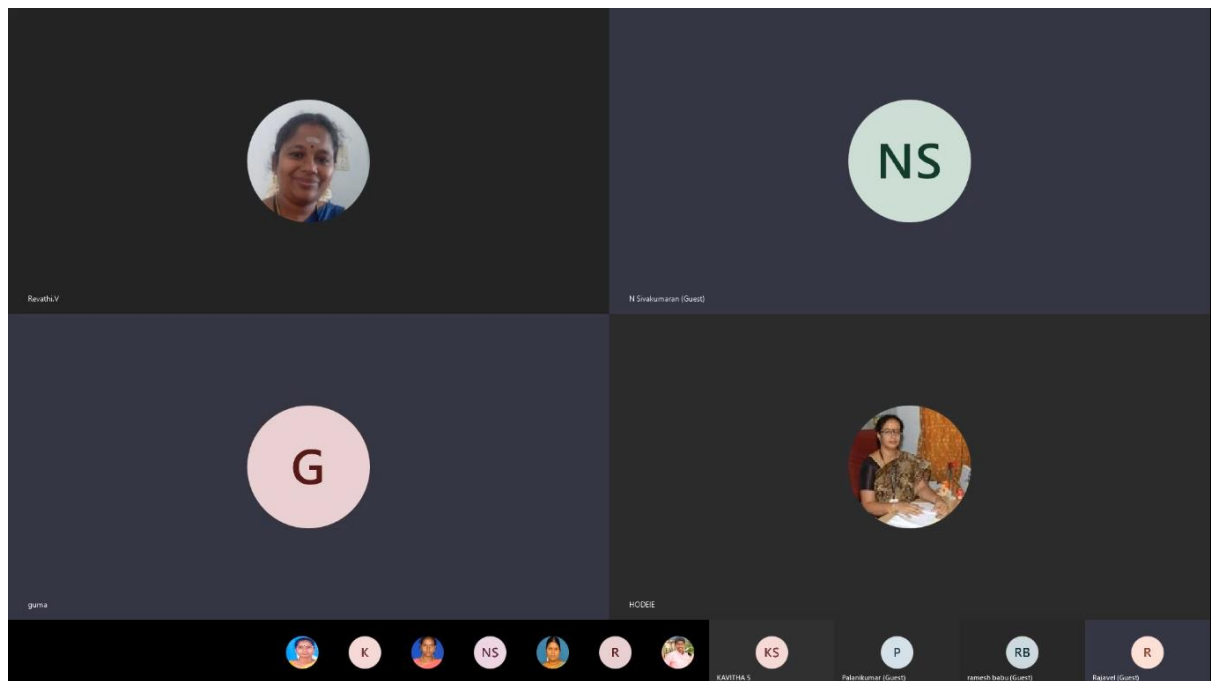 NS
Revathi.V
N Sivakumaran (Guest)
G
guma
HODEIE
K
NS
R
KS
P
RB
R
KAVITHA S
Palanikumar (Guest)
ramesh babu (Guest)
Rajavel (Guest)